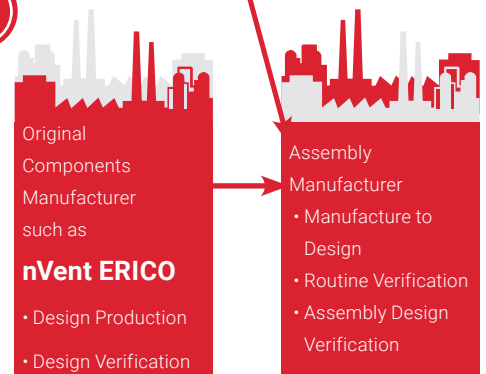 Original
Components
Manufacturer
such as
nVent ERICO
• Design Production
• Design Verification
Assembly
Manufacturer
• Manufacture to
Design
• Routine Verification
• Assembly Design
Verification